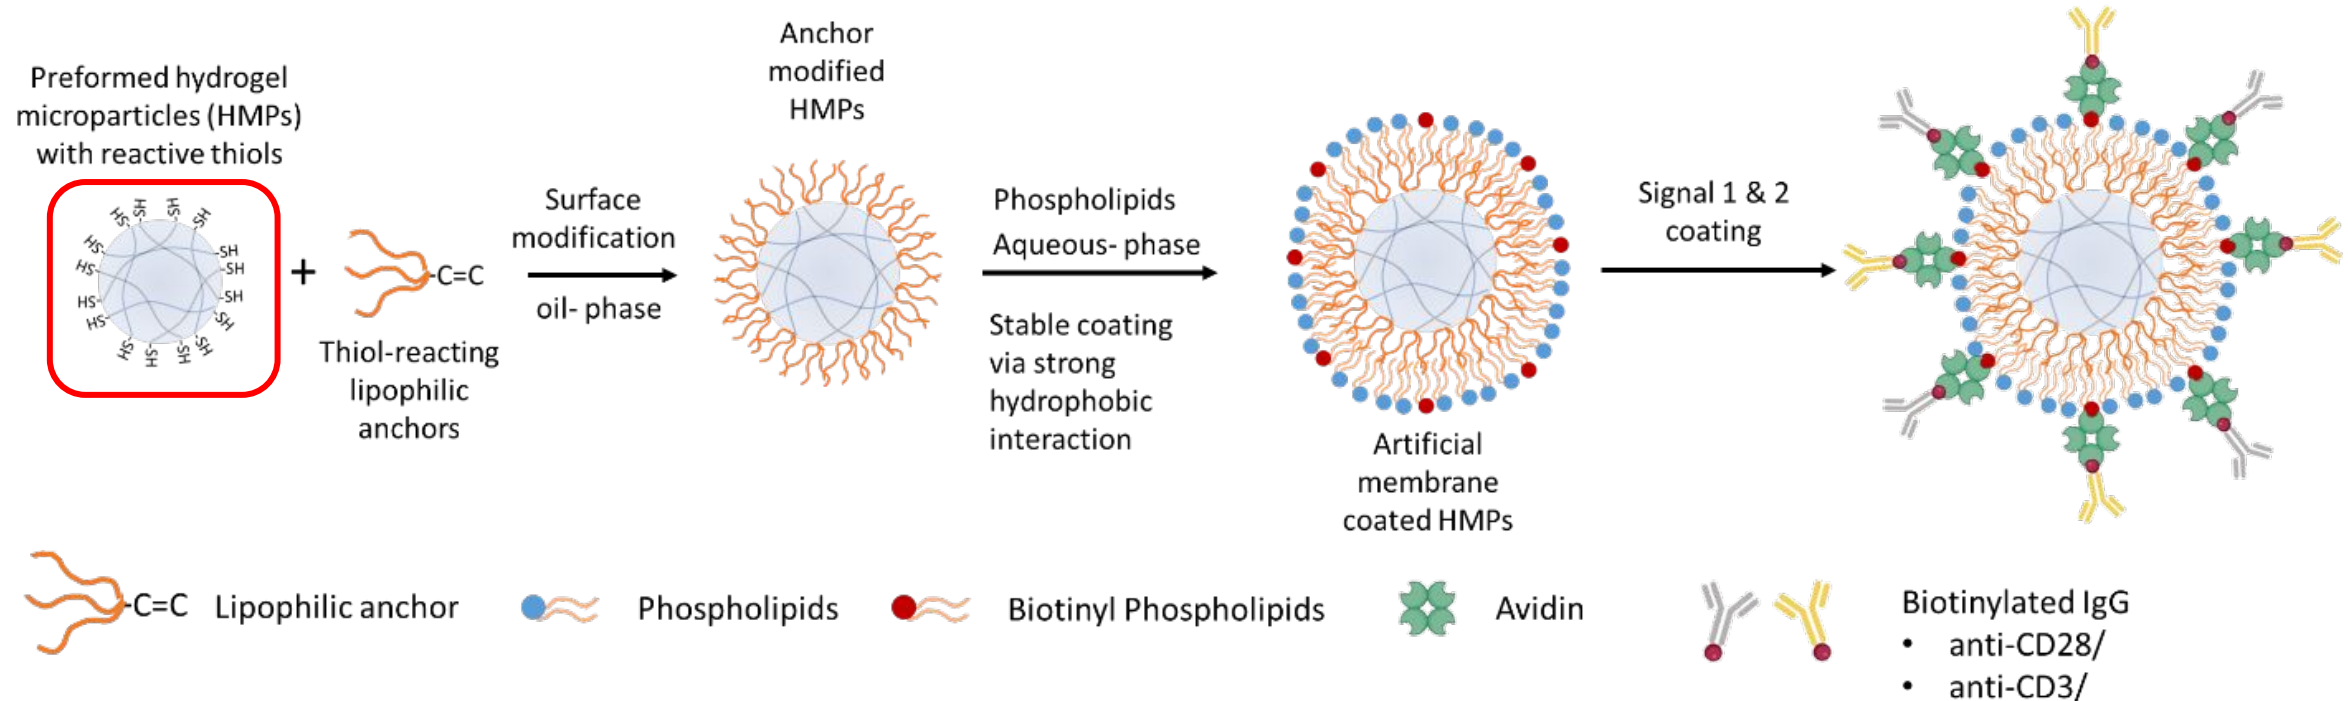 Preformed hydrogel
microparticles (HMPs)
with reactive thiols
HS
SH
SH
SH
HS
HS
HS
HS
SH
SH
SH
SH
SH
SH
SH
SH
+
-C=C
Thiol-reacting
lipophilic
anchors
Surface
modification
oil- phase
Anchor
modified
HMPs
Phospholipids
Aqueous- phase
Stable coating
via strong
hydrophobic
interaction
Artificial
membrane
coated HMPs
Signal 1 & 2
coating
-C=C Lipophilic anchor
Phospholipids
Biotinyl Phospholipids
Avidin
Biotinylated IgG
• anti-CD28/
• anti-CD3/